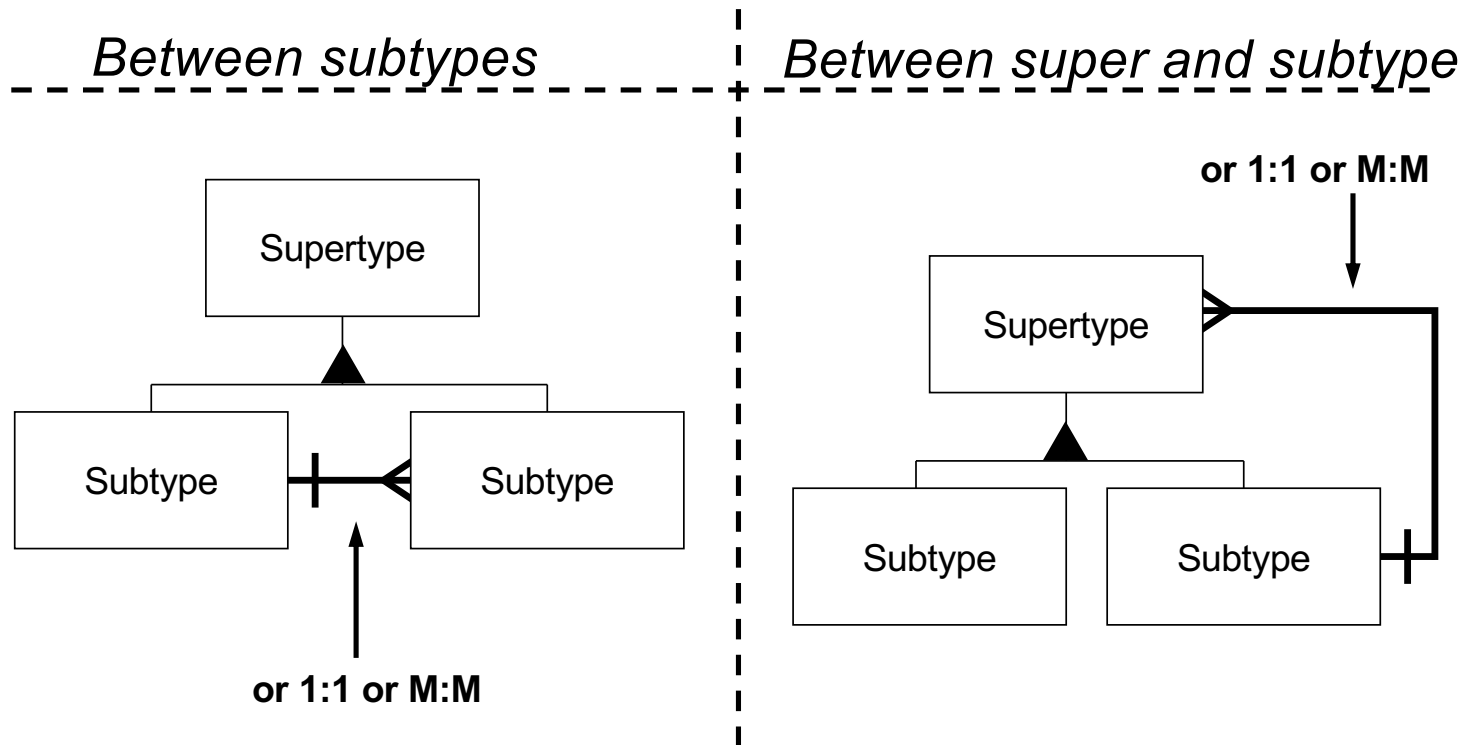 Between subtypes
Supertype
Subtype
Subtype
or 1:1 or M:M
Between super and subtype
or 1:1 or M:M
Supertype
Subtype
Subtype